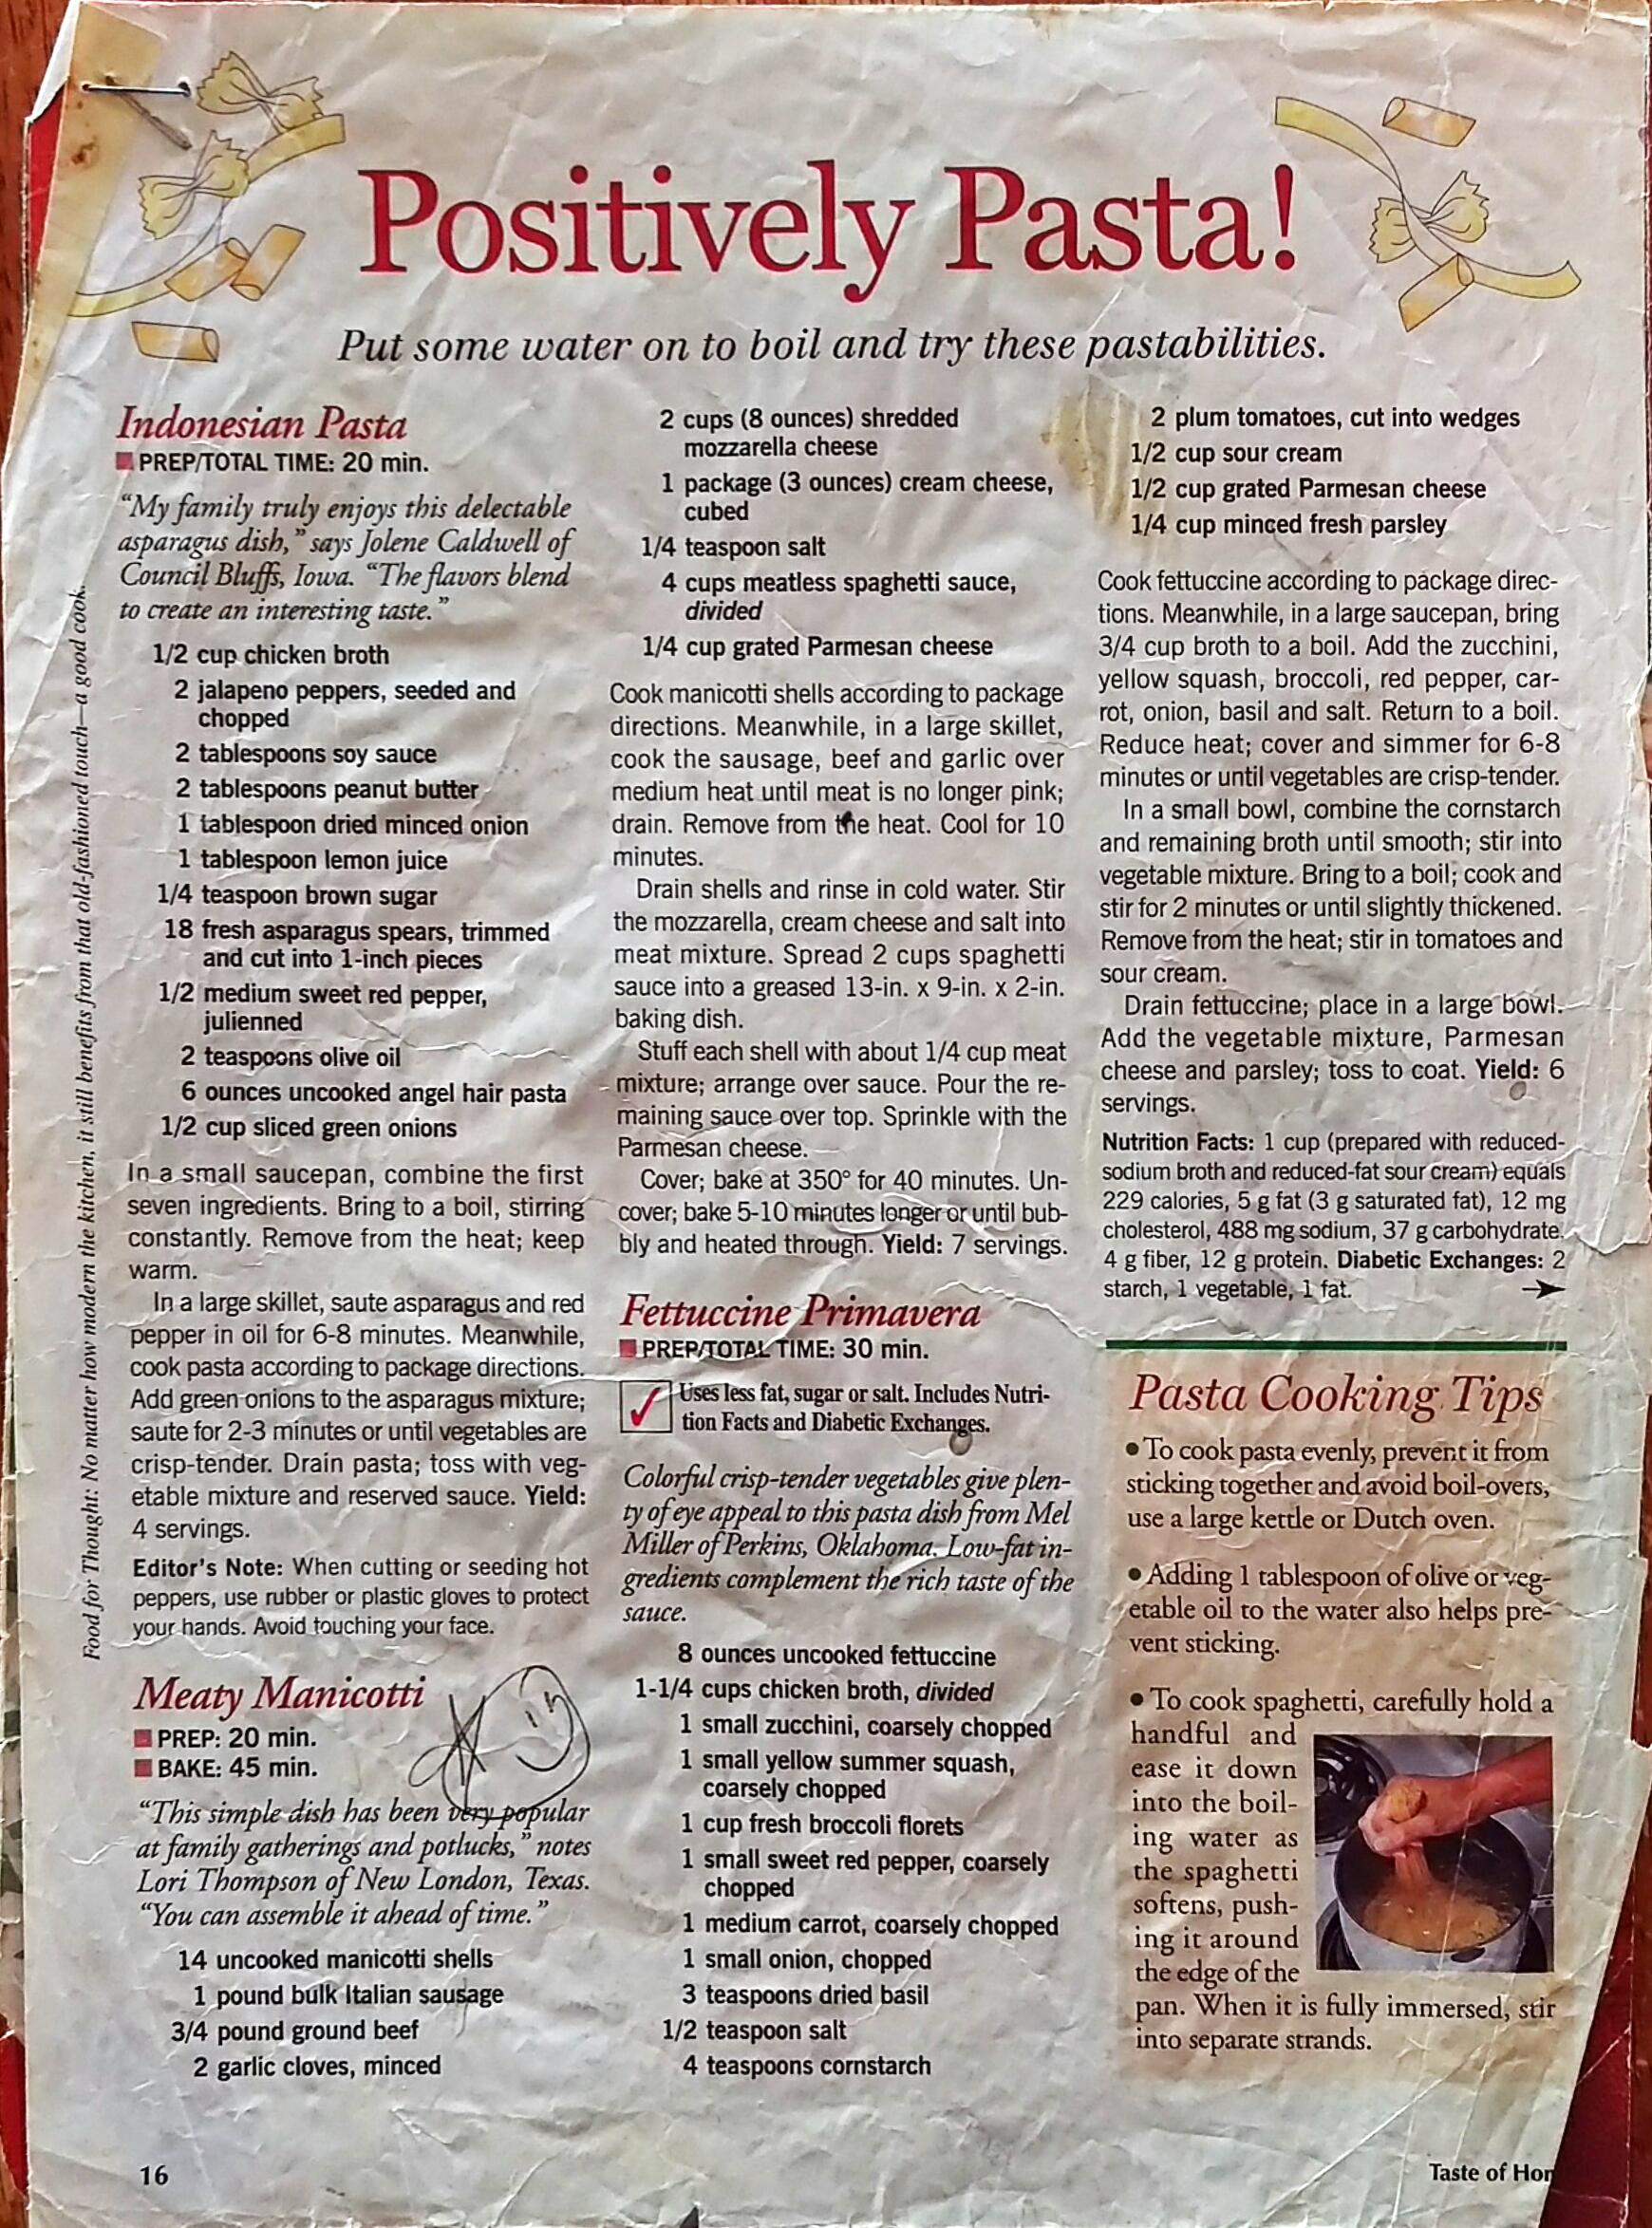 Positively Pasta!
Put some water on to boil and try these pastabilities.
Food for Thought: No matter how modern the kitchen, it still benefits from that old-fashioned touch—a good cook.
Indonesian Pasta
PREP/TOTAL TIME: 20 min.
“My family truly enjoys this delectable
asparagus dish,” says Jolene Caldwell of
Council Bluffs, Iowa. “The flavors blend
to create an interesting taste.”
1/2 cup chicken broth
2 jalapeno peppers, seeded and
chopped
2 tablespoons soy sauce
2 tablespoons peanut butter
1 tablespoon dried minced onion
1 tablespoon lemon juice
1/4 teaspoon brown sugar
18 fresh asparagus spears, trimmed
and cut into 1-inch pieces
1/2 medium sweet red pepper,
julienned
2 teaspoons olive oil
6 ounces uncooked angel hair pasta
1/2 cup sliced green onions
In a small saucepan, combine the first
seven ingredients. Bring to a boil, stirring
constantly. Remove from the heat; keep
warm.
In a large skillet, saute asparagus and red
pepper in oil for 6-8 minutes. Meanwhile,
cook pasta according to package directions.
Add green onions to the asparagus mixture;
saute for 2-3 minutes or until vegetables are
crisp-tender. Drain pasta; toss with veg-
etable mixture and reserved sauce. Yield:
4 servings.
Editor's Note: When cutting or seeding hot
peppers, use rubber or plastic gloves to protect
your hands. Avoid touching your face.
Meaty Manicotti
PREP: 20 min.
BAKE: 45 min.
“This simple dish has been very popular
at family gatherings and potlucks,” notes
Lori Thompson of New London, Texas.
“You can assemble it ahead of time.”
14 uncooked manicotti shells
1 pound bulk Italian sausage
3/4 pound ground beef
2 garlic cloves, minced
2 cups (8 ounces) shredded
mozzarella cheese
1 package (3 ounces) cream cheese,
cubed
1/4 teaspoon salt
4 cups meatless spaghetti sauce,
divided
1/4 cup grated Parmesan cheese
Cook manicotti shells according to package
directions. Meanwhile, in a large skillet,
cook the sausage, beef and garlic over
medium heat until meat is no longer pink;
drain. Remove from the heat. Cool for 10
minutes.
Drain shells and rinse in cold water. Stir
the mozzarella, cream cheese and salt into
meat mixture. Spread 2 cups spaghetti
sauce into a greased 13-in. x 9-in. x 2-in.
baking dish.
Stuff each shell with about 1/4 cup meat
mixture; arrange over sauce. Pour the re-
maining sauce over top. Sprinkle with the
Parmesan cheese.
Cover; bake at 350° for 40 minutes. Un-
cover; bake 5-10 minutes longer or until bub-
bly and heated through. Yield: 7 servings.
Fettuccine Primavera
PREP/TOTAL TIME: 30 min.
Uses less fat, sugar or salt. Includes Nutri-
tion Facts and Diabetic Exchanges.
Colorful crisp-tender vegetables give plen-
ty of eye appeal to this pasta dish from Mel
Miller of Perkins, Oklahoma. Low-fat in-
gredients complement the rich taste of the
sauce.
8 ounces uncooked fettuccine
1-1/4 cups chicken broth, divided
1 small zucchini, coarsely chopped
1 small yellow summer squash,
coarsely chopped
1 cup fresh broccoli florets
1 small sweet red pepper, coarsely
chopped
1 medium carrot, coarsely chopped
1 small onion, chopped
3 teaspoons dried basil
1/2 teaspoon salt
4 teaspoons cornstarch
2 plum tomatoes, cut into wedges
1/2 cup sour cream
1/2 cup grated Parmesan cheese
1/4 cup minced fresh parsley
Cook fettuccine according to package direc-
tions. Meanwhile, in a large saucepan, bring
3/4 cup broth to a boil. Add the zucchini,
yellow squash, broccoli, red pepper, car-
rot, onion, basil and salt. Return to a boil.
Reduce heat; cover and simmer for 6-8
minutes or until vegetables are crisp-tender.
In a small bowl, combine the cornstarch
and remaining broth until smooth; stir into
vegetable mixture. Bring to a boil; cook and
stir for 2 minutes or until slightly thickened.
Remove from the heat; stir in tomatoes and
sour cream.
Drain fettuccine; place in a large bowl.
Add the vegetable mixture, Parmesan
cheese and parsley; toss to coat. Yield: 6
servings.
Nutrition Facts: 1 cup (prepared with reduced-
sodium broth and reduced-fat sour cream) equals
229 calories, 5 g fat (3 g saturated fat), 12 mg
cholesterol, 488 mg sodium, 37 g carbohydrate,
4 g fiber, 12 g protein. Diabetic Exchanges: 2
starch, 1 vegetable, 1 fat.
Pasta Cooking Tips
• To cook pasta evenly, prevent it from
sticking together and avoid boil-overs,
use a large kettle or Dutch oven.
• Adding 1 tablespoon of olive or veg-
etable oil to the water also helps pre-
vent sticking.
• To cook spaghetti, carefully hold a
handful and
ease it down
into the boil-
ing water as
the spaghetti
softens, push-
ing it around
the edge of the
pan. When it is fully immersed, stir
into separate strands.
16
Taste of Hom